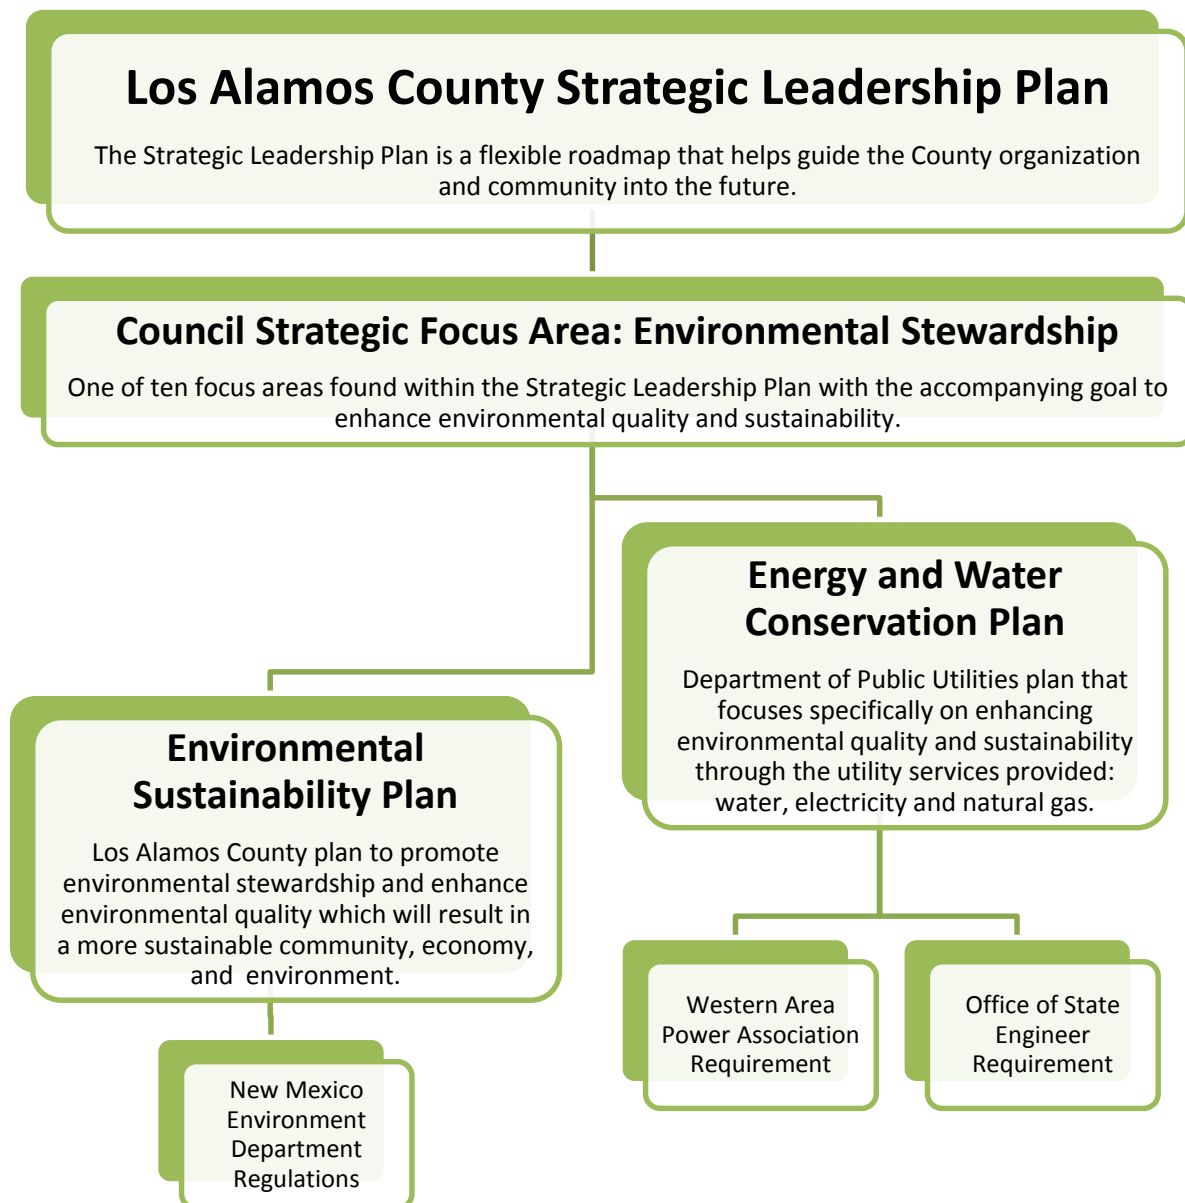 Los Alamos County Strategic Leadership Plan
The Strategic Leadership Plan is a flexible roadmap that helps guide the County organization
and community into the future.
Council Strategic Focus Area: Environmental Stewardship
One of ten focus areas found within the Strategic Leadership Plan with the accompanying goal to
enhance environmental quality and sustainability.
Energy and Water
Conservation Plan
Department of Public Utilities plan that
focuses specifically on enhancing
environmental quality and sustainability
through the utility services provided:
water, electricity and natural gas.
Environmental
Sustainability Plan
Los Alamos County plan to promote
environmental stewardship and enhance
environmental quality which will result in
a more sustainable community, economy,
and environment.
Western Area
Power Association
Requirement
Office of State
Engineer
Requirement
New Mexico
Environment
Department
Regulations